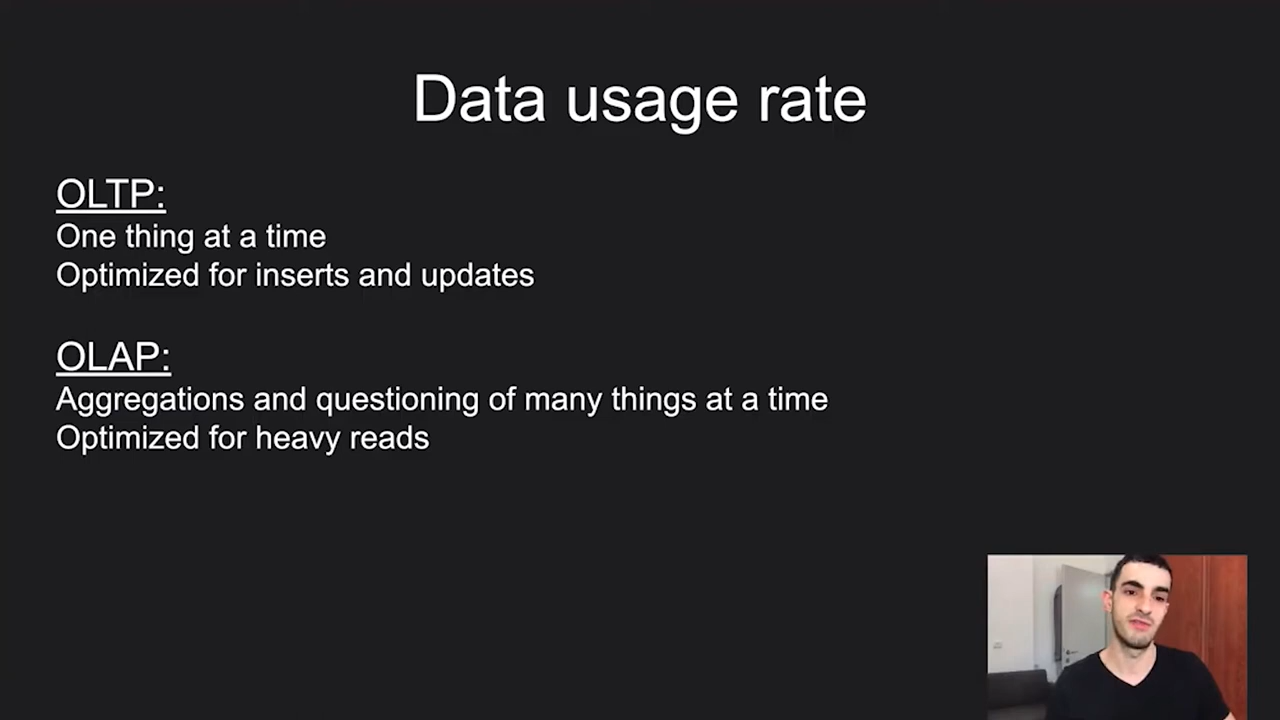 Data usage rate
OLTP:
One thing at a time
Optimized for inserts and updates
OLAP:
Aggregations and questioning of many things at a time
Optimized for heavy reads